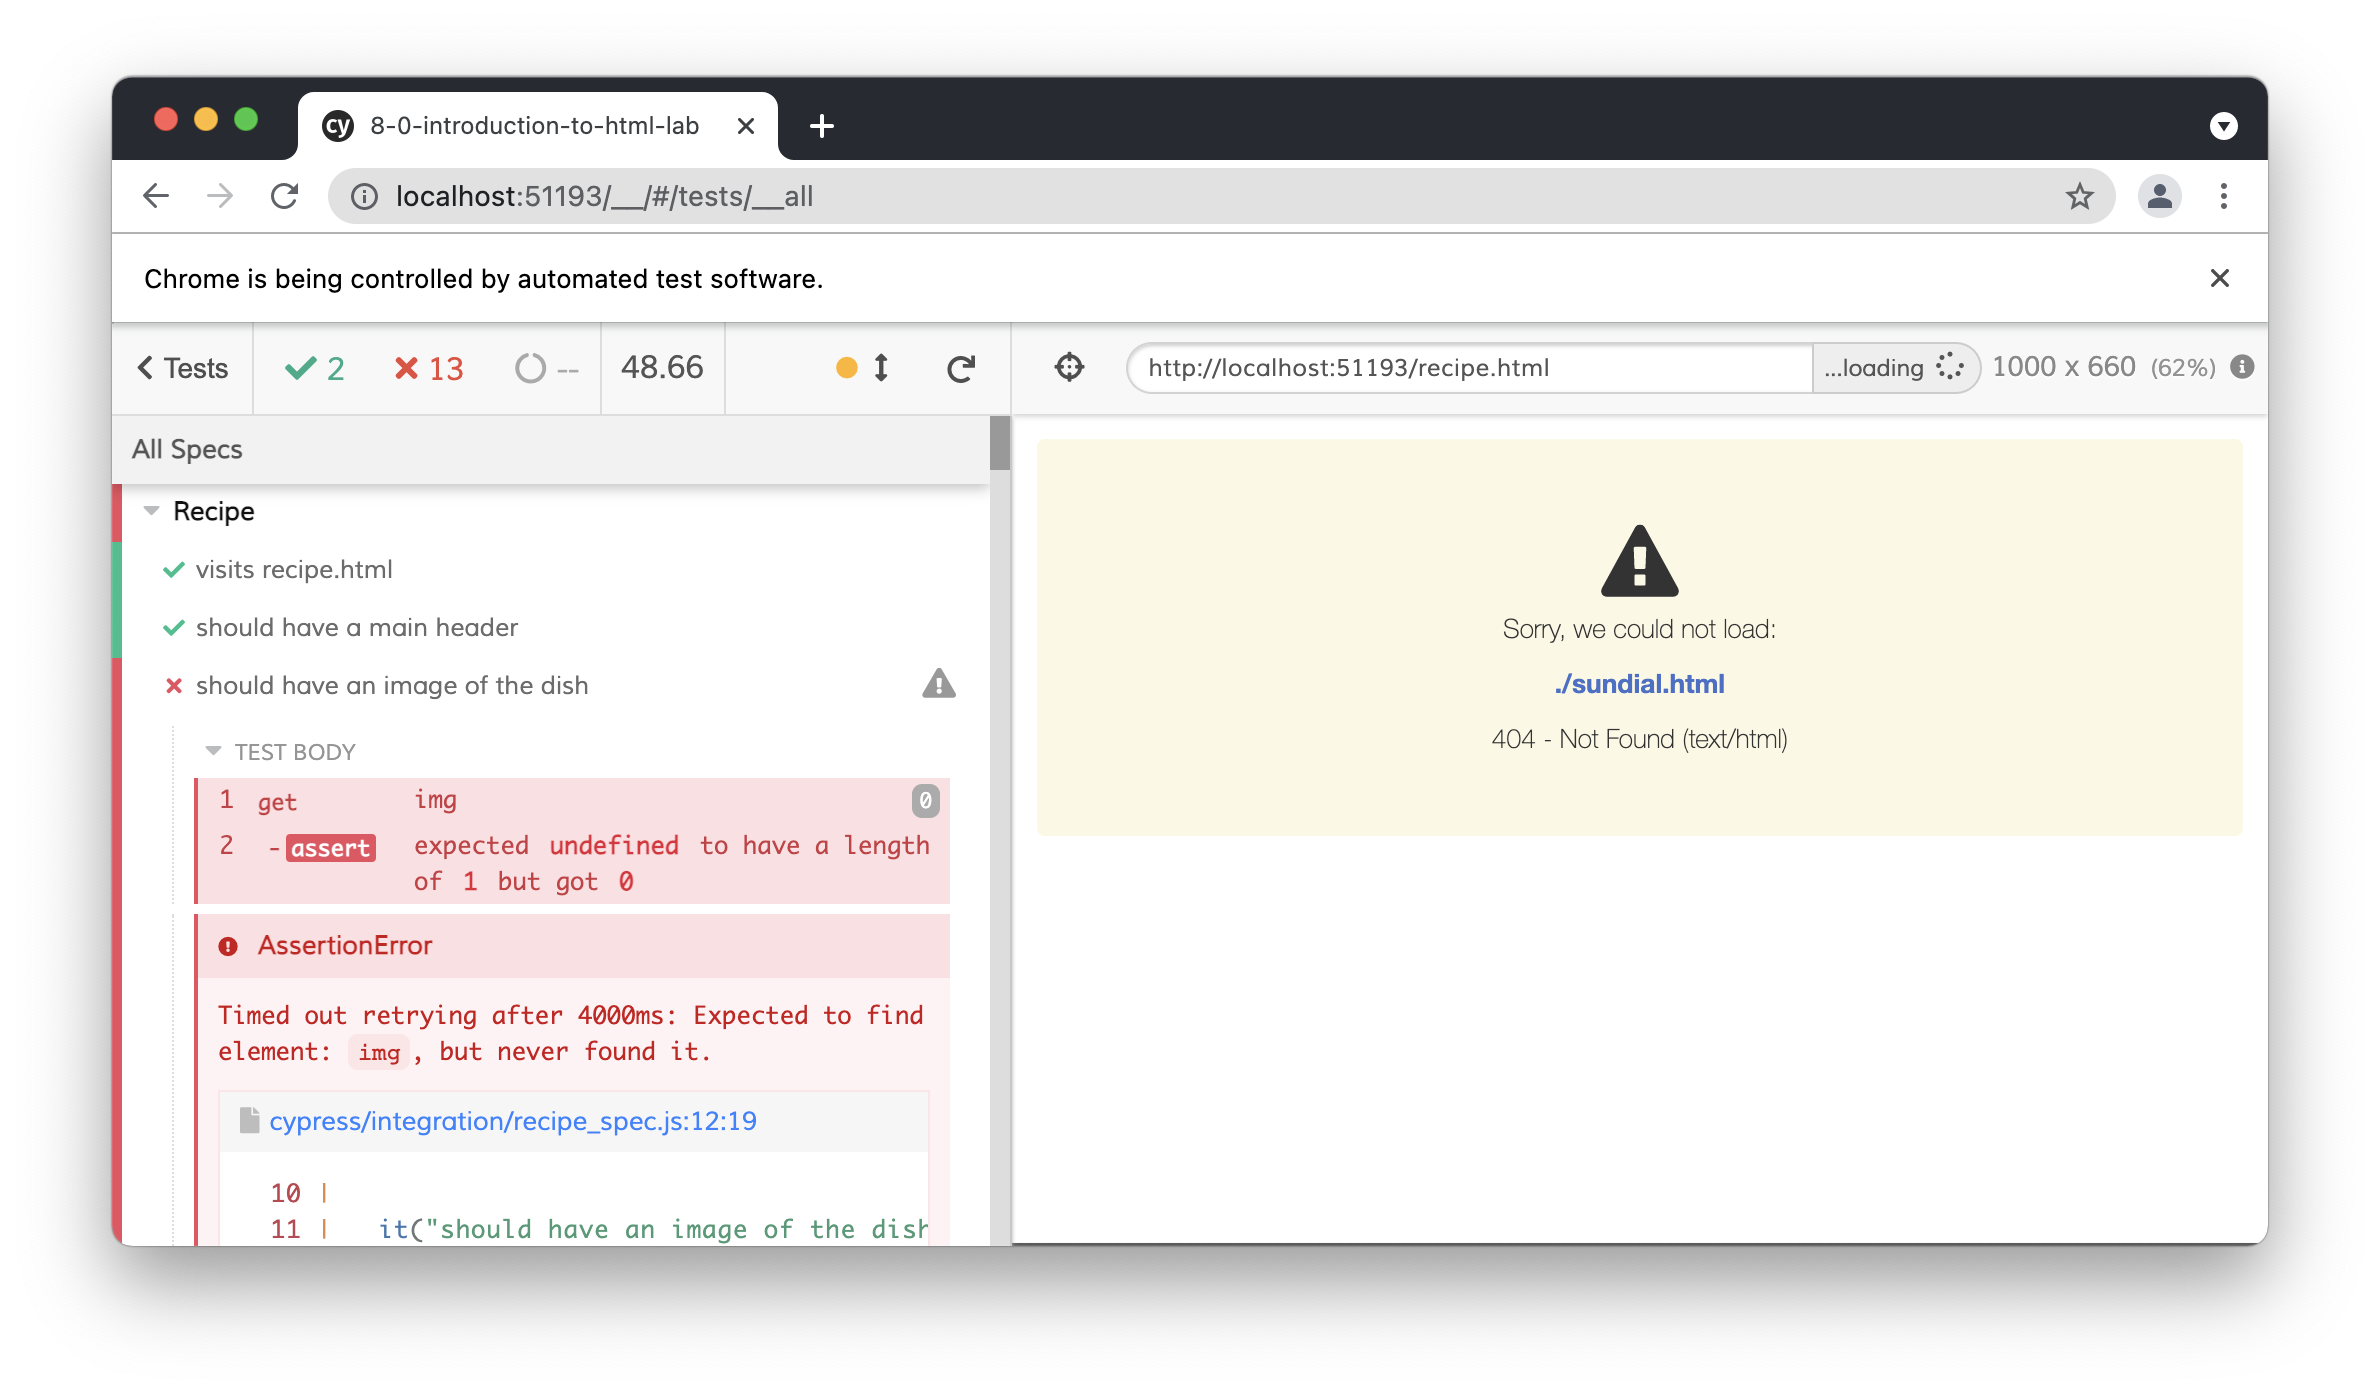 cy 8-0-introduction-to-html-lab
localhost:51193/__/#/tests/__all
Chrome is being controlled by automated test software.
Tests 2 13 -- 48.66
http://localhost:51193/recipe.html ...loading 1000 x 660 (62%)
All Specs
Recipe
visits recipe.html
should have a main header
should have an image of the dish
TEST BODY
1 get img 0
2 -assert expected undefined to have a length
of 1 but got 0
AssertionError
Timed out retrying after 4000ms: Expected to find
element: img, but never found it.
cypress/integration/recipe_spec.js:12:19
10 |
11 | it("should have an image of the dish
Sorry, we could not load:
./sundial.html
404 - Not Found (text/html)